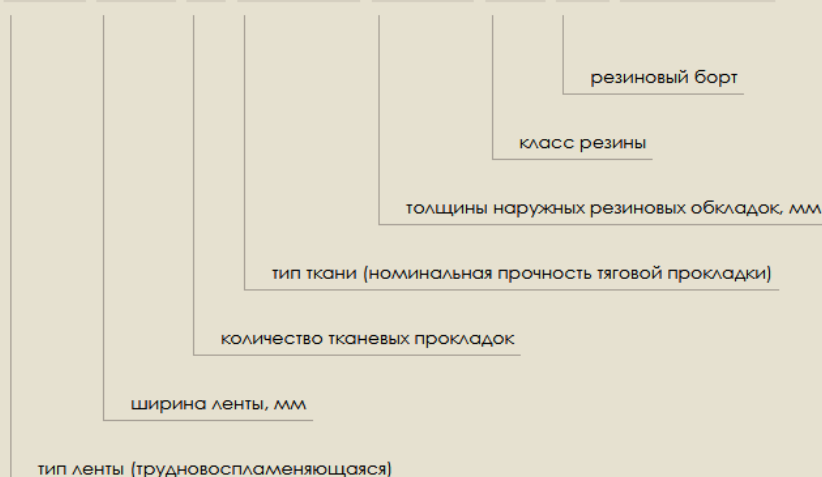 резиновый борт
класс резины
толщины наружных резиновых обкладок, мм
тип ткани (номинальная прочность тяговой прокладки)
количество тканевых прокладок
ширина ленты, мм
тип ленты (трудновоспламеняющаяся)